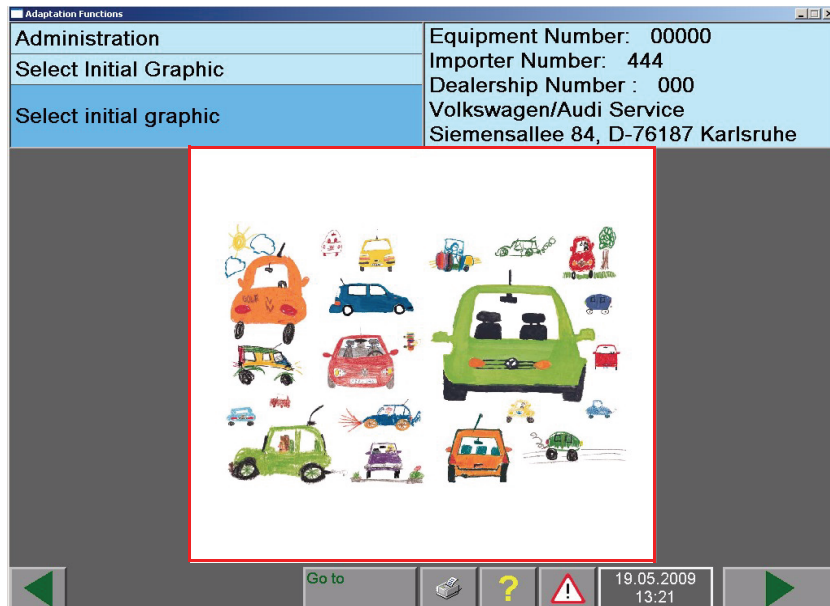 Adaptation Functions
Administration
Select Initial Graphic
Select initial graphic
Equipment Number: 00000
Importer Number: 444
Dealership Number : 000
Volkswagen/Audi Service
Siemensallee 84, D-76187 Karlsruhe
Go to
?
19.05.2009
13:21